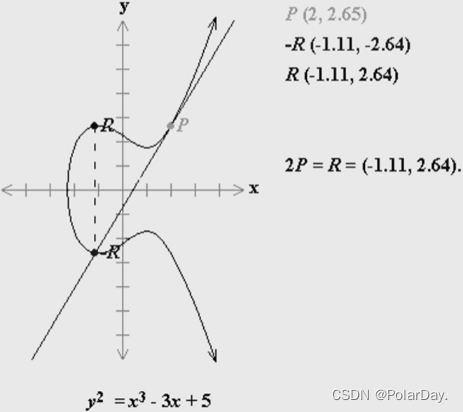 y
P (2, 2.65)
-R (-1.11, -2.64)
R (-1.11, 2.64)
R
P
2P = R = (-1.11, 2.64).
x
-R
y2 = x3 - 3x + 5
CSDN @PolarDay.